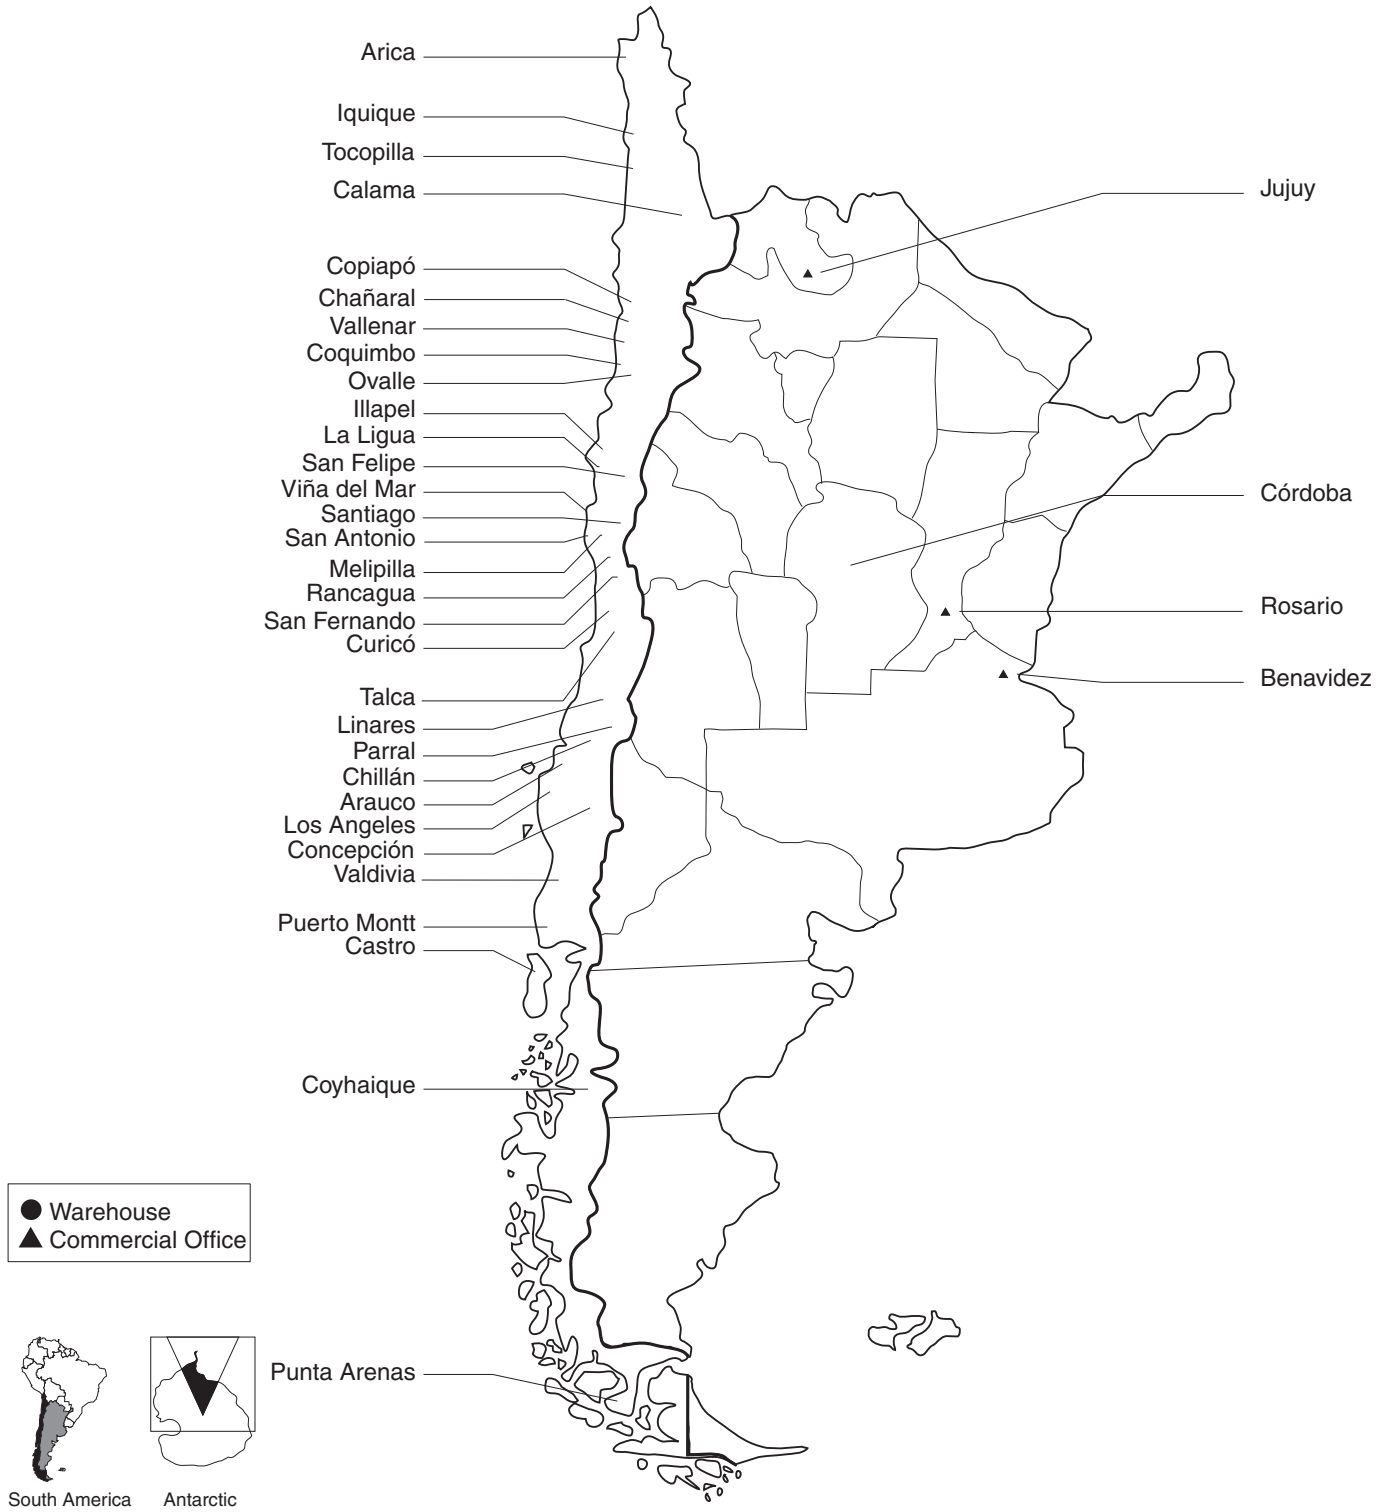 Arica
Iquique
Tocopilla
Calama
Copiapó
Chañaral
Vallenar
Coquimbo
Ovalle
Illapel
La Ligua
San Felipe
Viña del Mar
Santiago
San Antonio
Melipilla
Rancagua
San Fernando
Curicó
Talca
Linares
Parral
Chillán
Arauco
Los Angeles
Concepción
Valdivia
Puerto Montt
Castro
Coyhaique
Punta Arenas
Jujuy
Córdoba
Rosario
Benavidez
Warehouse
Commercial Office
South America
Antarctic